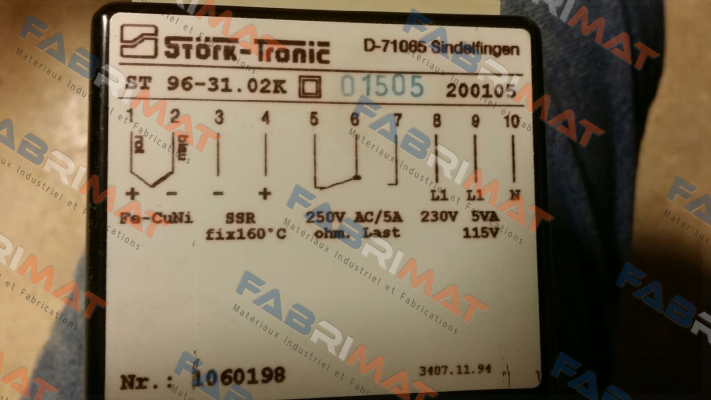 Störk-Tronic D-71065 Sindelfingen
ST 96-31.02K 01505 200105
1 2 3 4 5 6 7 8 9 10
rot blau
L1 L1 N
+ - - + 
Fe-CuNi SSR 250V AC/5A 230V 5VA
fix160°C ohm. Last 115V
Nr.: 1060198 3407.11.94
FABRIMAT
Matériaux Industriel et Fabrications